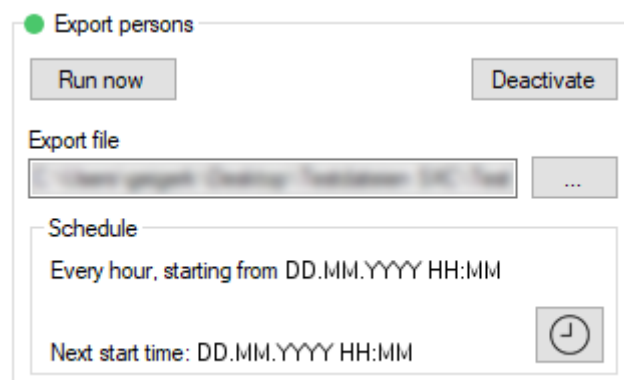 Export persons
Run now
Deactivate
Export file
...
Schedule
Every hour, starting from DD.MM.YYYY HH:MM
Next start time: DD.MM.YYYY HH:MM